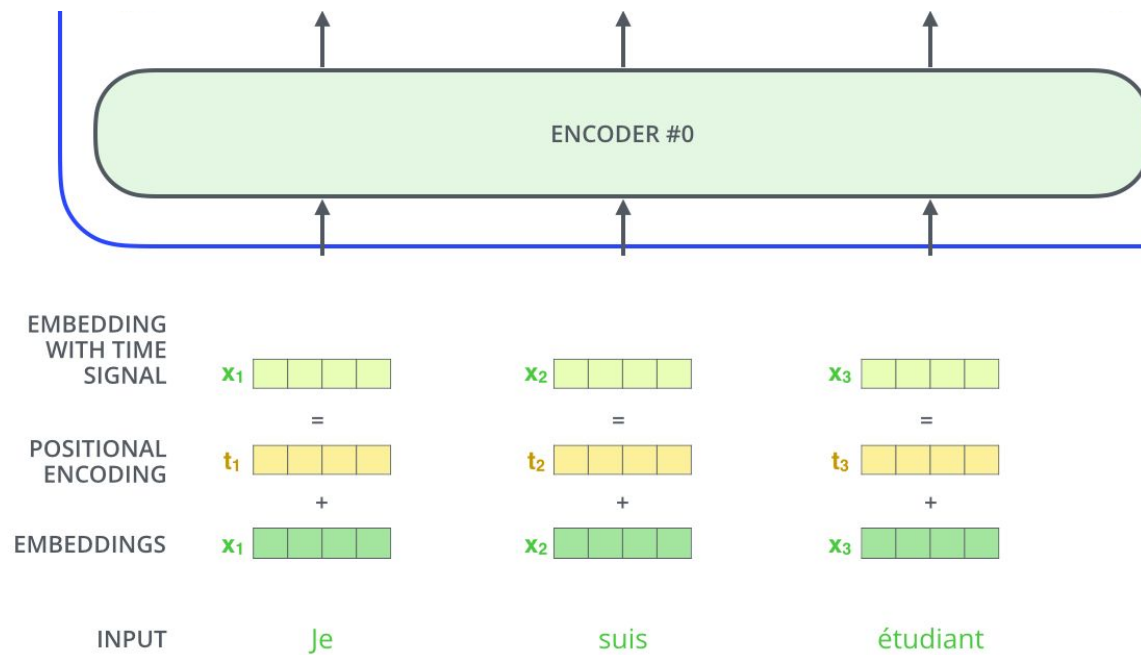 ENCODER #0
EMBEDDING
WITH TIME
SIGNAL
x₁ x₂ x₃
= = =
POSITIONAL
ENCODING
t₁ t₂ t₃
+ + +
EMBEDDINGS x₁ x₂ x₃
INPUT Je suis étudiant